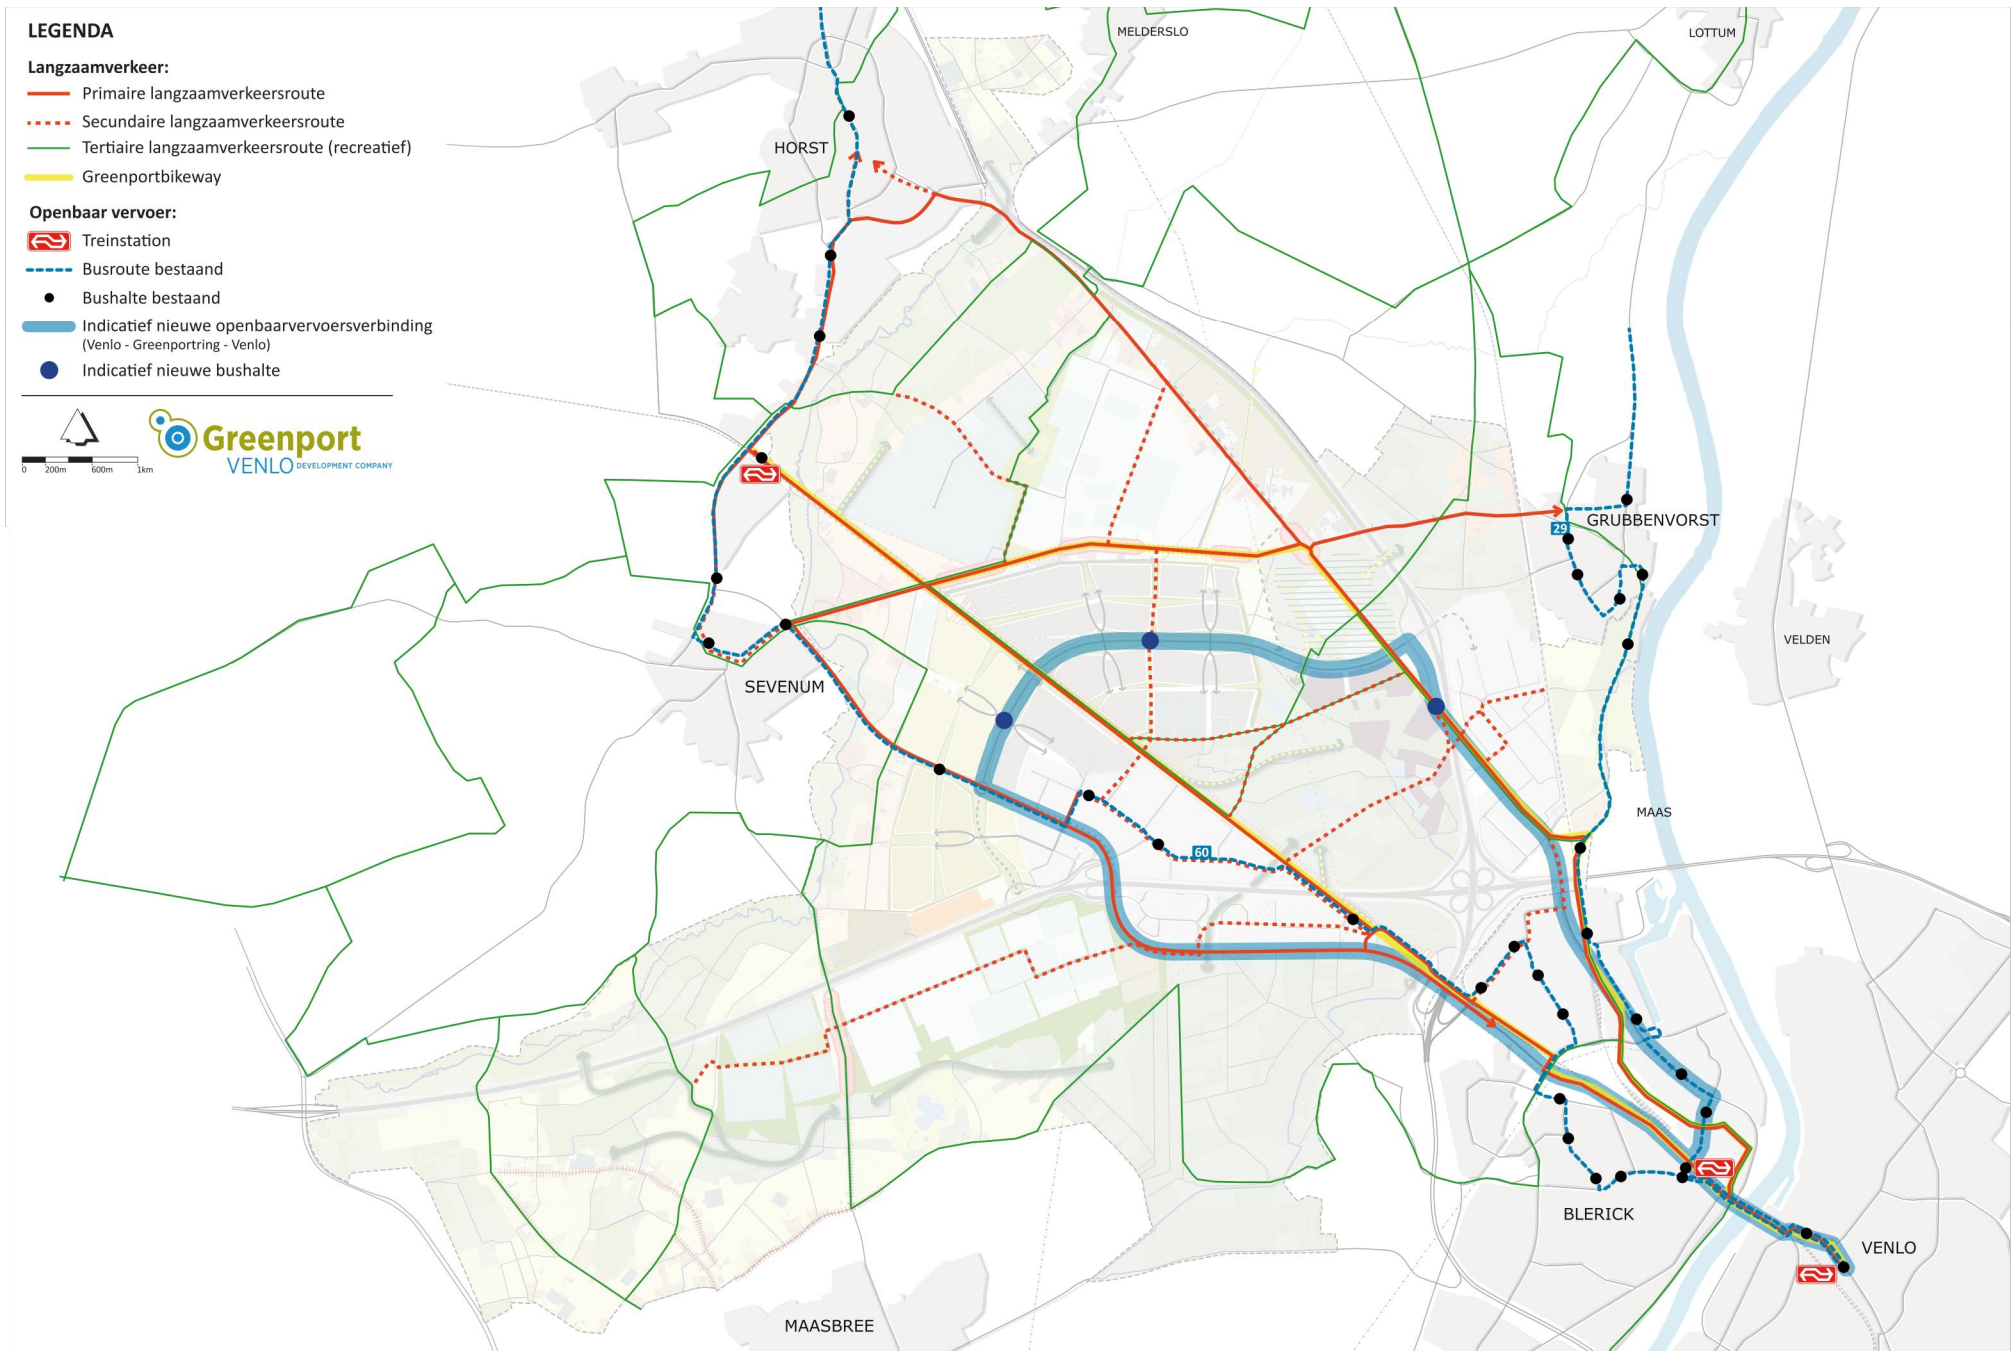 LEGENDA
Langzaamverkeer:
Primaire langzaamverkeersroute
Secundaire langzaamverkeersroute
Tertiaire langzaamverkeersroute (recreatief)
Greenportbikeway
Openbaar vervoer:
Treinstation
Busroute bestaand
Bushalte bestaand
Indicatief nieuwe openbaarvervoersverbinding
(Venlo - Greenportring - Venlo)
Indicatief nieuwe bushalte
0 200m 600m 1km
Greenport
VENLO DEVELOPMENT COMPANY
MELDERSLO
LOTTUM
HORST
GRUBBENVORST
29
VELDEN
SEVENUM
MAAS
60
BLERICK
VENLO
MAASBREE